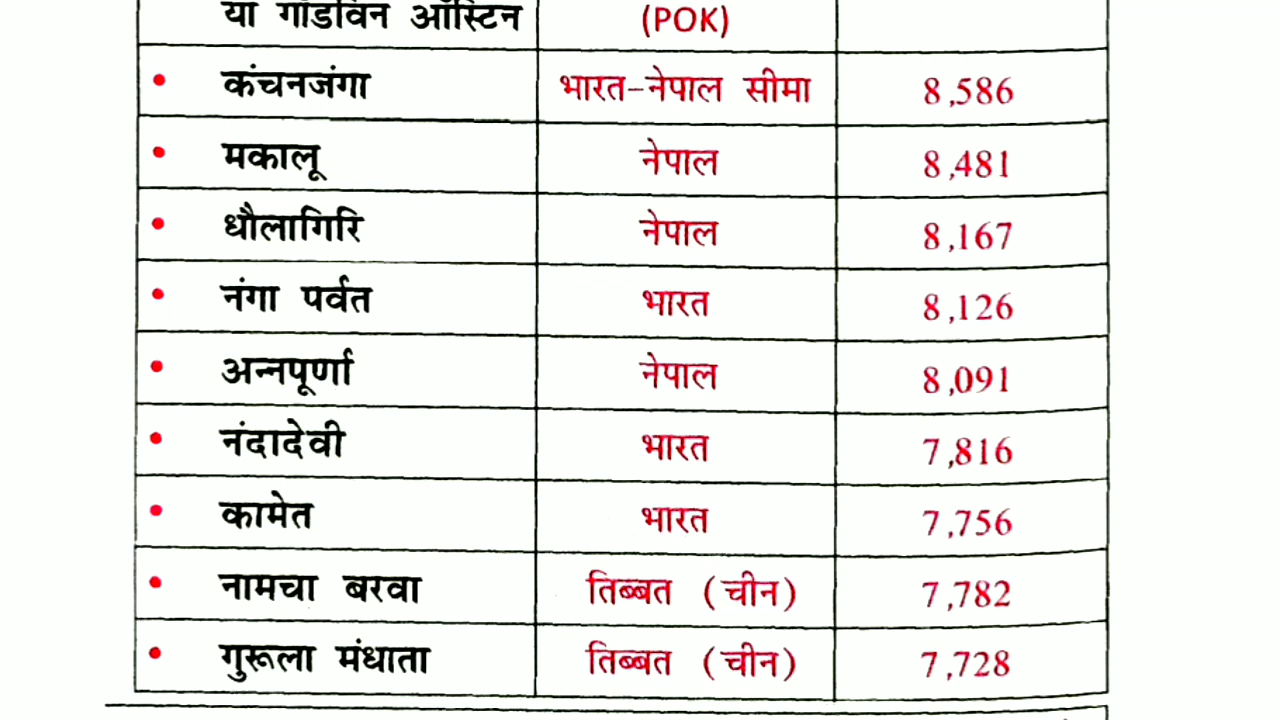 या गॉडविन ऑस्टिन (POK)
• कंचनजंगा भारत-नेपाल सीमा 8,586
• मकालू नेपाल 8,481
• धौलागिरि नेपाल 8,167
• नंगा पर्वत भारत 8,126
• अन्नपूर्णा नेपाल 8,091
• नंदादेवी भारत 7,816
• कामेत भारत 7,756
• नामचा बरवा तिब्बत (चीन) 7,782
• गुरूला मंधाता तिब्बत (चीन) 7,728